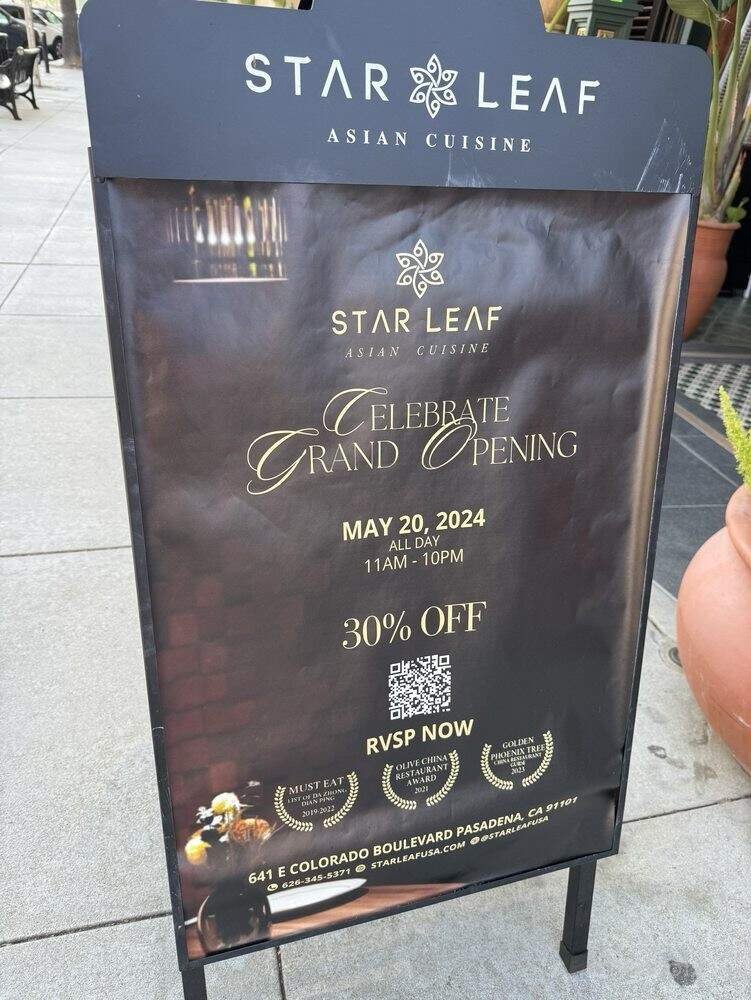 STAR LEAF
ASIAN CUISINE
STAR LEAF
ASIAN CUISINE
CELEBRATE
GRAND OPENING
MAY 20, 2024
ALL DAY
11AM - 10PM
30% OFF
RVSP NOW
MUST EAT
LIST OF DA ZHONG
DIAN PING
2019-2022
OLIVE CHINA
RESTAURANT
AWARD
2021
GOLDEN
PHOENIX TREE
CHINA RESTAURANT
GUIDE
2023
641 E COLORADO BOULEVARD PASADENA, CA 91101
626-345-5371 STARLEAFUSA.COM @STARLEAFUSA